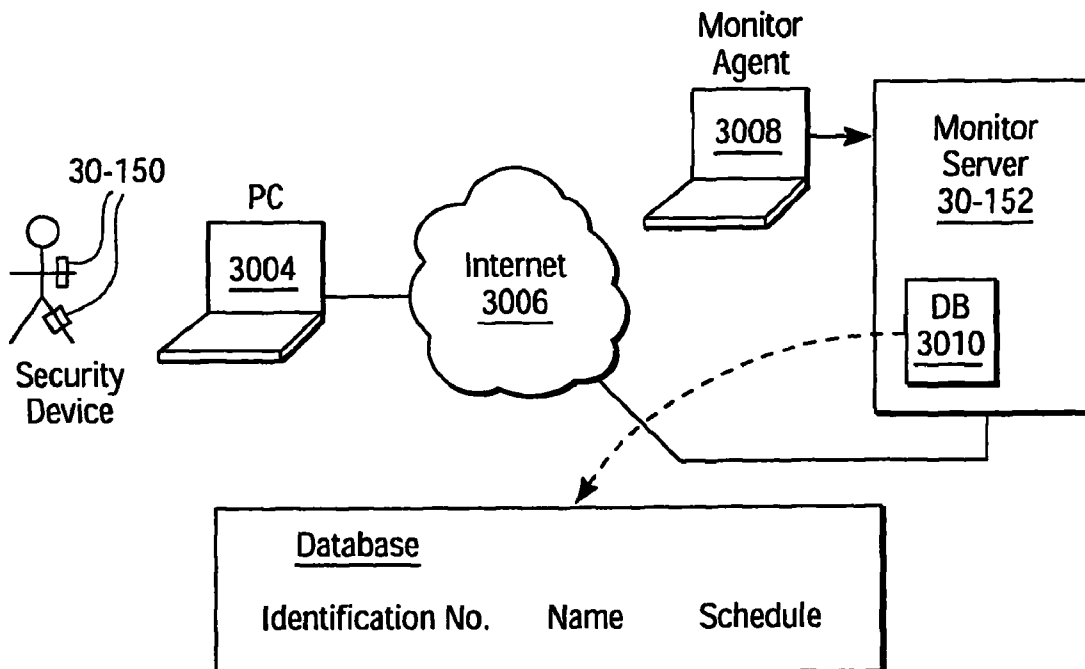 Monitor
Agent
3008
Monitor
Server
30-152
30-150
PC
3004
Internet
3006
DB
3010
Security
Device
Database
Identification No. Name Schedule